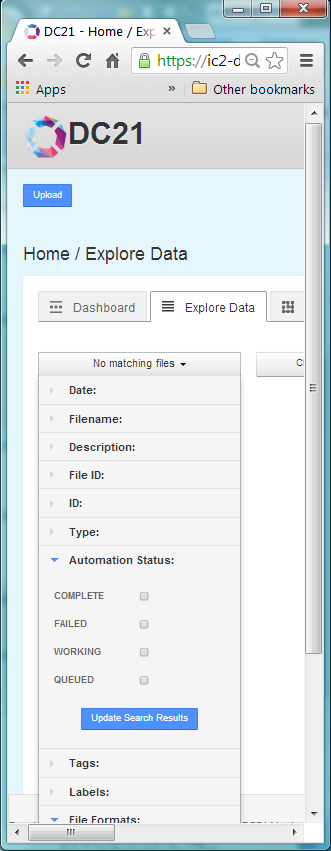 DC21 - Home / Exp
https://ic2-d
Apps
»
Other bookmarks
DC21
Upload
Home / Explore Data
Dashboard
Explore Data
No matching files
Date:
Filename:
Description:
File ID:
ID:
Type:
Automation Status:
COMPLETE
FAILED
WORKING
QUEUED
Update Search Results
Tags:
Labels:
File Formats: